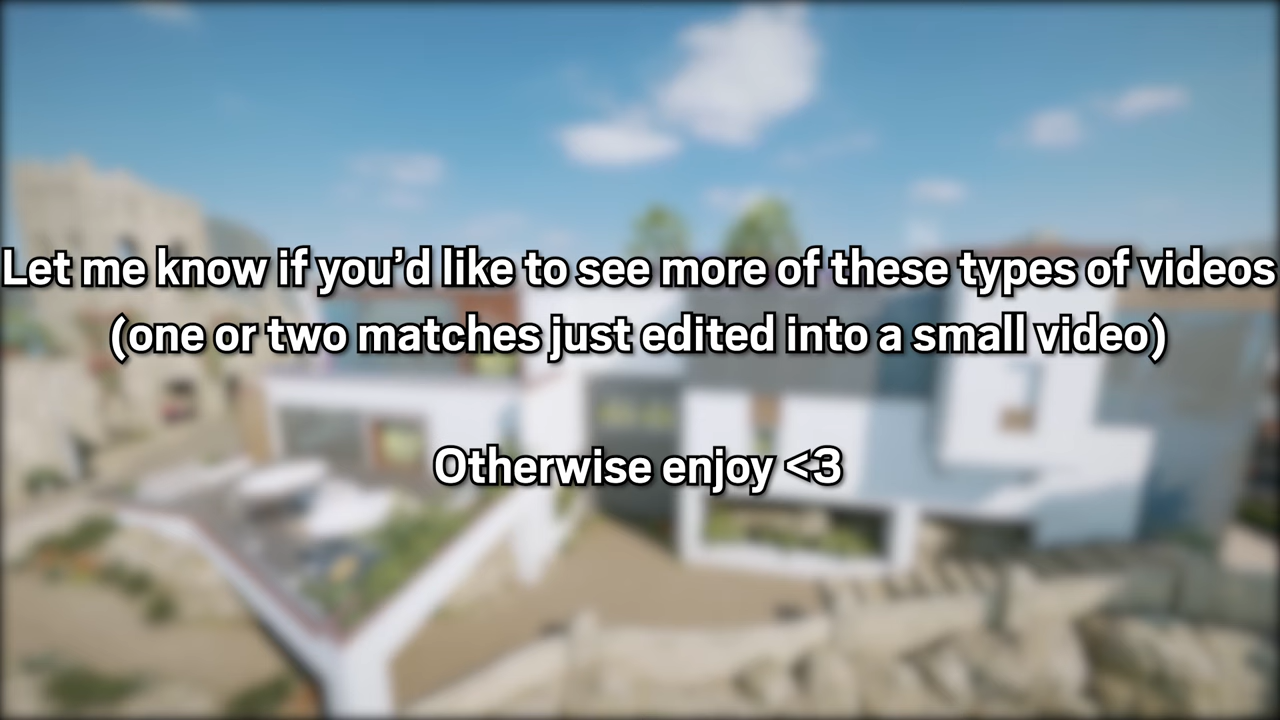 Let me know if you’d like to see more of these types of videos
(one or two matches just edited into a small video)
Otherwise enjoy <3